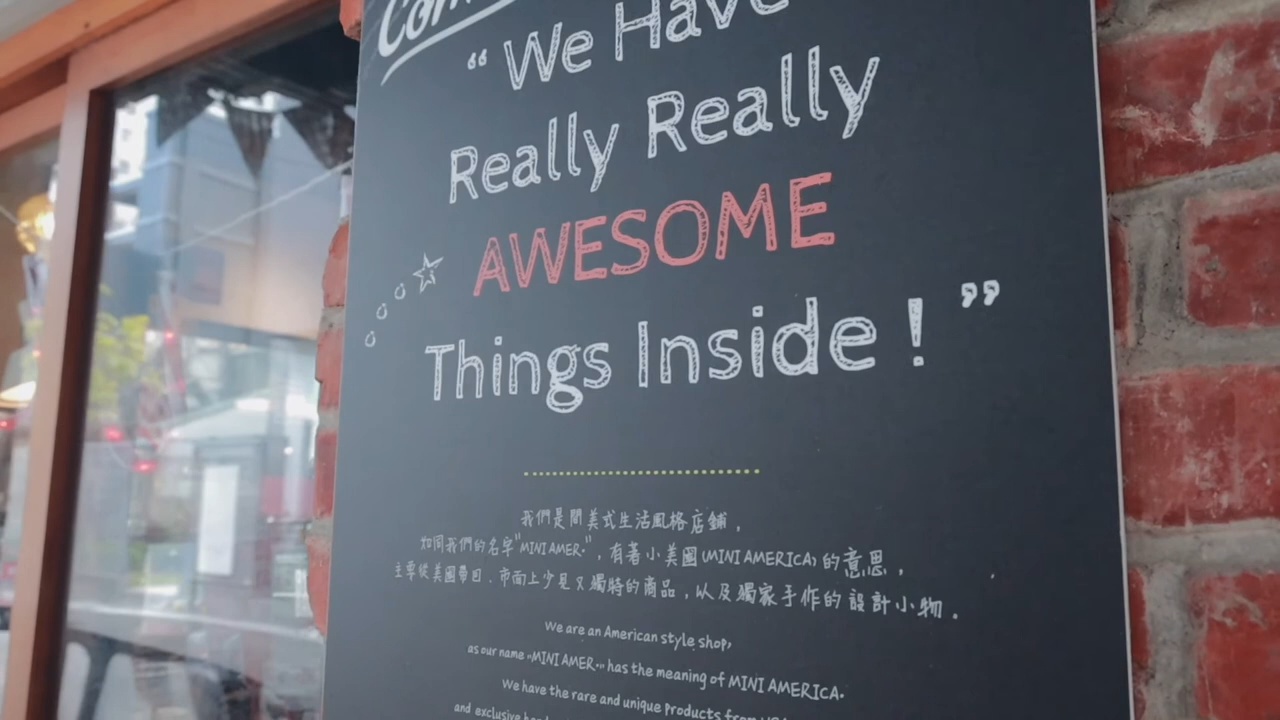 “ We Have
Really Really
AWESOME
Things Inside ! ”
我們是間美式生活風格店鋪，
如同我們的名字"MINI AMER·"，有著小美國(MINI AMERICA)的意思，
主要從美國帶回．市面上少見又獨特的商品，以及獨家手作的設計小物．
We are an American style shop,
as our name "MINI AMER·" has the meaning of MINI AMERICA.
We have the rare and unique products from
and exclusive